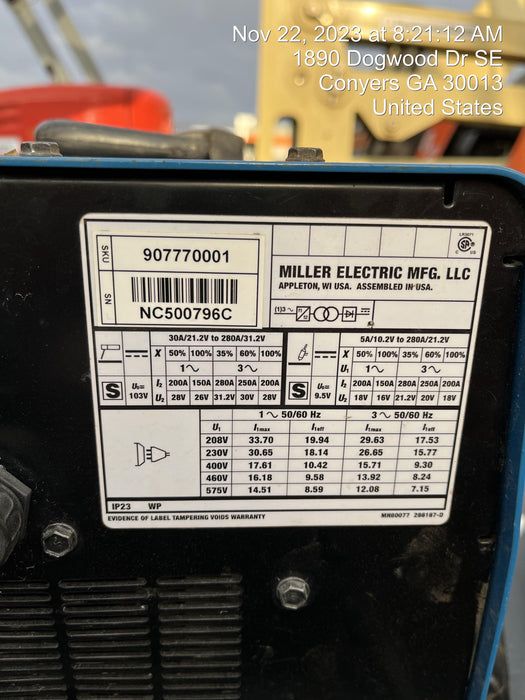 Nov 22, 2023 at 8:21:12 AM
1890 Dogwood Dr SE
Conyers GA 30013
United States
SKU 907770001
SN NC500796C
LR3071
C US
MILLER ELECTRIC MFG. LLC
APPLETON, WI USA. ASSEMBLED IN USA.
(1)3~
30A/21.2V to 280A/31.2V
X 50% 100% 35% 60% 100%
1~ 3~
S U₀= 103V
I₂ 200A 150A 280A 250A 200A
U₂ 28V 26V 31.2V 30V 28V
5A/10.2V to 280A/21.2V
X 50% 100% 35% 60% 100%
U₁ 1~ 3~
S U₀= 9.5V
I₂ 200A 150A 280A 250A 200A
U₂ 18V 16V 21.2V 20V 18V
1~ 50/60 Hz 3~ 50/60 Hz
U₁ I₁max I₁eff I₁max I₁eff
208V 33.70 19.94 29.63 17.53
230V 30.65 18.14 26.65 15.77
400V 17.61 10.42 15.71 9.30
460V 16.18 9.58 13.92 8.24
575V 14.51 8.59 12.08 7.15
IP23 WP
EVIDENCE OF LABEL TAMPERING VOIDS WARRANTY